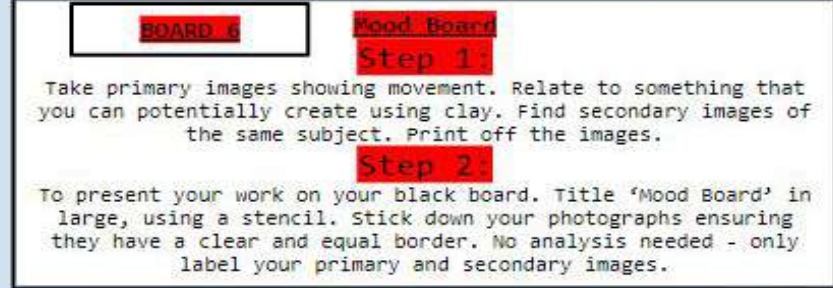 BOARD 6
Mood Board
Step 1:
Take primary images showing movement. Relate to something that
you can potentially create using clay. Find secondary images of
the same subject. Print off the images.
Step 2:
To present your work on your black board. Title ‘Mood Board’ in
large, using a stencil. Stick down your photographs ensuring
they have a clear and equal border. No analysis needed - only
label your primary and secondary images.